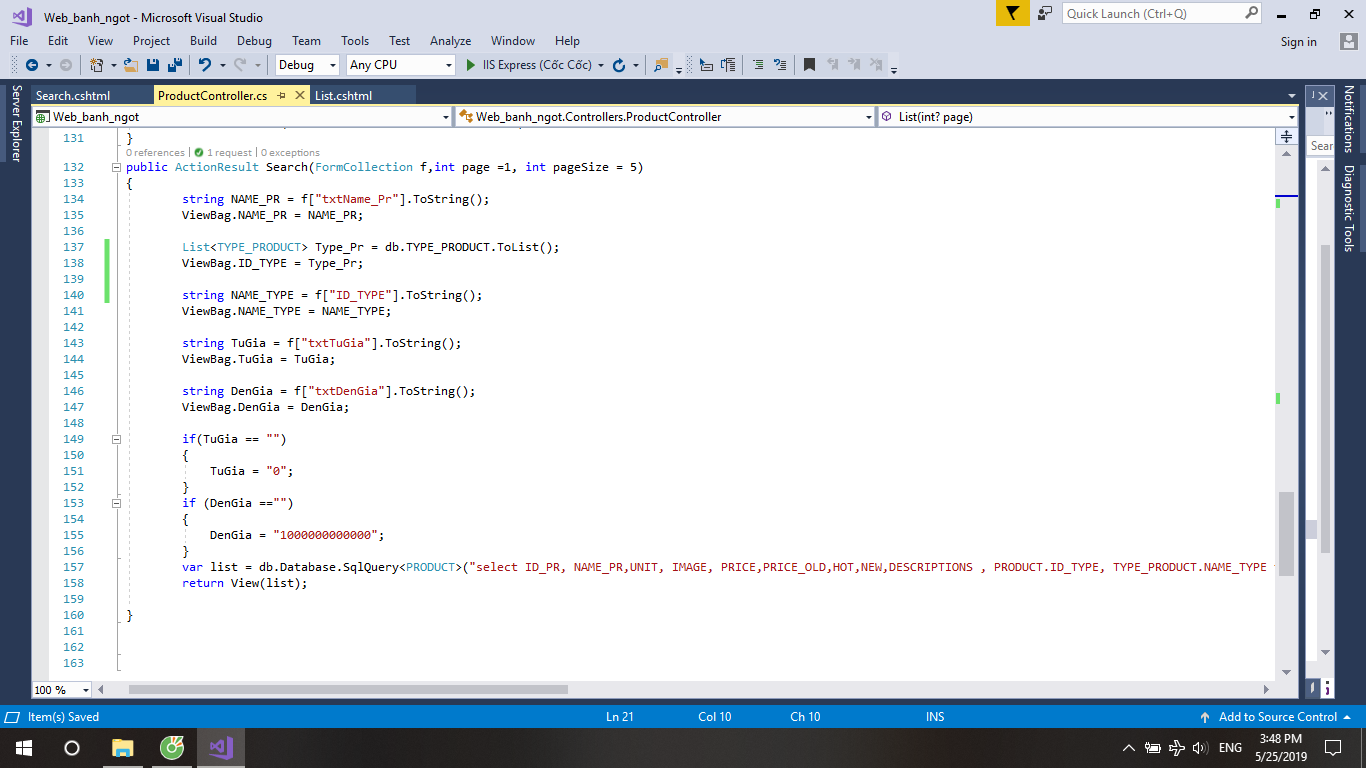 Web_banh_ngot - Microsoft Visual Studio
Quick Launch (Ctrl+Q)
File Edit View Project Build Debug Team Tools Test Analyze Window Help
Sign in
Debug Any CPU IIS Express (Cốc Cốc)
Server Explorer
Search.cshtml ProductController.cs List.cshtml
Web_banh_ngot Web_banh_ngot.Controllers.ProductController List(int? page)
Notifications
Diagnostic Tools
Sear
131 }
0 references | 1 request | 0 exceptions
132 public ActionResult Search(FormCollection f,int page =1, int pageSize = 5)
133 {
134 string NAME_PR = f["txtName_Pr"].ToString();
135 ViewBag.NAME_PR = NAME_PR;
136
137 List<TYPE_PRODUCT> Type_Pr = db.TYPE_PRODUCT.ToList();
138 ViewBag.ID_TYPE = Type_Pr;
139
140 string NAME_TYPE = f["ID_TYPE"].ToString();
141 ViewBag.NAME_TYPE = NAME_TYPE;
142
143 string TuGia = f["txtTuGia"].ToString();
144 ViewBag.TuGia = TuGia;
145
146 string DenGia = f["txtDenGia"].ToString();
147 ViewBag.DenGia = DenGia;
148
149 if(TuGia == "")
150 {
151 TuGia = "0";
152 }
153 if (DenGia =="")
154 {
155 DenGia = "1000000000000";
156 }
157 var list = db.Database.SqlQuery<PRODUCT>("select ID_PR, NAME_PR,UNIT, IMAGE, PRICE,PRICE_OLD,HOT,NEW,DESCRIPTIONS , PRODUCT.ID_TYPE, TYPE_PRODUCT.NAME_TYPE
158 return View(list);
159
160 }
161
162
163
100 %
Item(s) Saved Ln 21 Col 10 Ch 10 INS Add to Source Control
ENG
3:48 PM
5/25/2019